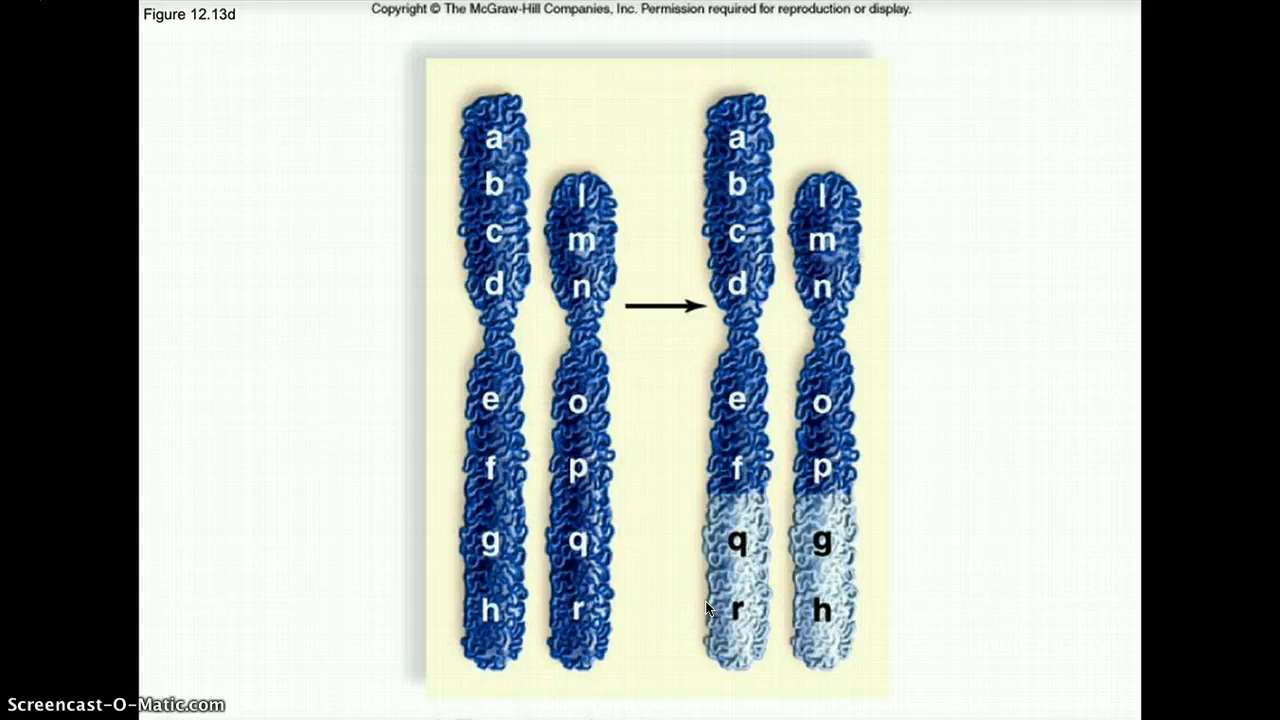 Copyright © The McGraw-Hill Companies, Inc. Permission required for reproduction or display.
Figure 12.13d
a
b
c
d
e
f
g
h
l
m
n
o
p
q
r
a
b
c
d
e
f
q
r
l
m
n
o
p
g
h
Screencast-O-Matic.com